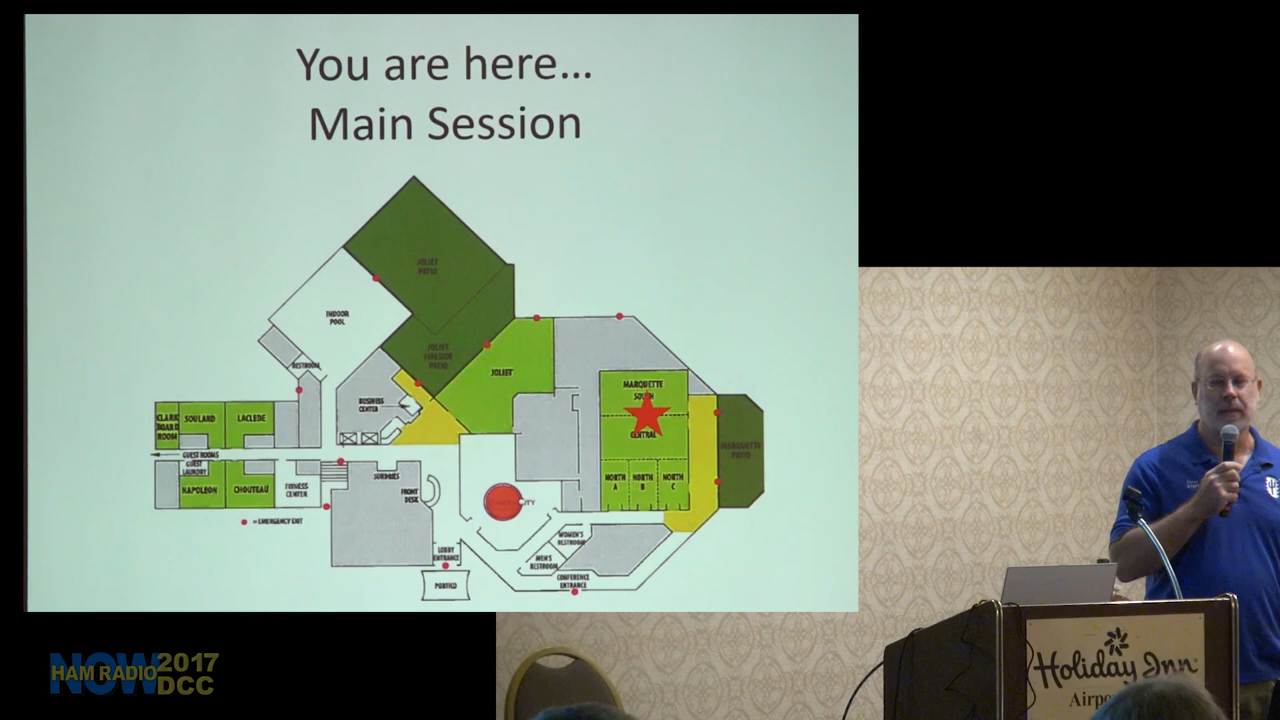 You are here...
Main Session
JOLIET
PATIO
INDOOR
POOL
JOLIET
FIRESIDE
PATIO
RESTROOM
JOLIET
BUSINESS
CENTER
MARQUETTE
SOUTH
CENTRAL
NORTH
A
NORTH
B
NORTH
C
MARQUETTE
PATIO
CLARK
BOARD
ROOM
SOULARD
LACLEDE
GUEST ROOMS
GUEST
LAUNDRY
NAPOLEON
CHOUTEAU
FITNESS
CENTER
SUNDRIES
FRONT
DESK
= EMERGENCY EXIT
LOBBY
ENTRANCE
PORTICO
WOMEN'S
RESTROOM
MEN'S
RESTROOM
CONFERENCE
ENTRANCE
HAM RADIO
NOW
2017
DCC
Holiday Inn